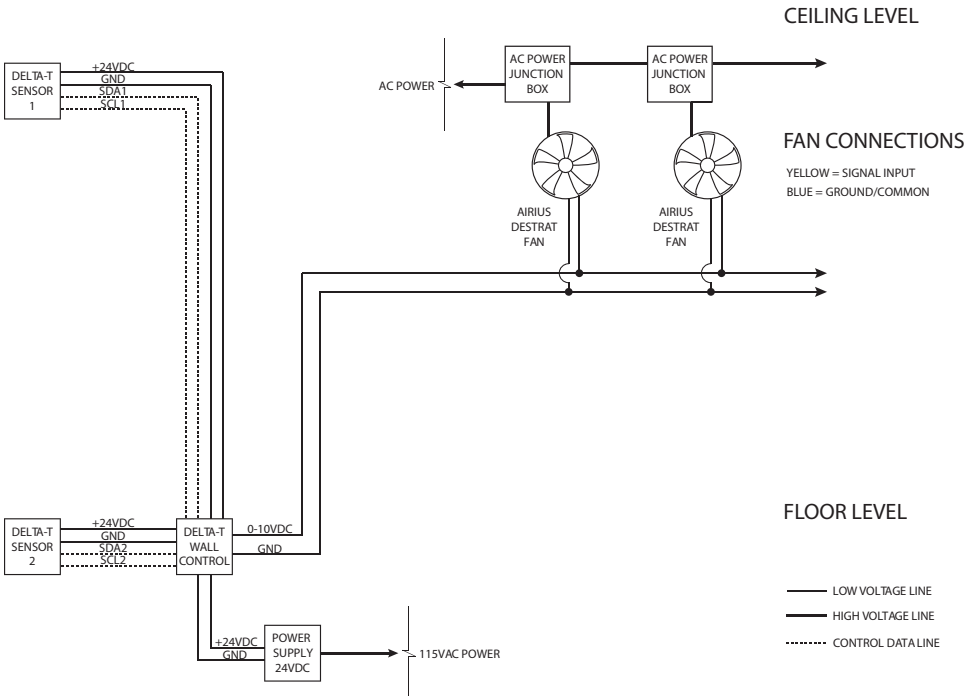 CEILING LEVEL
+24VDC
GND
SDA1
SCL1
DELTA-T
SENSOR
1
AC POWER
AC POWER
JUNCTION
BOX
AC POWER
JUNCTION
BOX
FAN CONNECTIONS
YELLOW = SIGNAL INPUT
BLUE = GROUND/COMMON
AIRIUS
DESTRAT
FAN
AIRIUS
DESTRAT
FAN
FLOOR LEVEL
DELTA-T
SENSOR
2
+24VDC
GND
SDA2
SCL2
DELTA-T
WALL
CONTROL
0-10VDC
GND
LOW VOLTAGE LINE
HIGH VOLTAGE LINE
CONTROL DATA LINE
+24VDC
GND
POWER
SUPPLY
24VDC
115VAC POWER